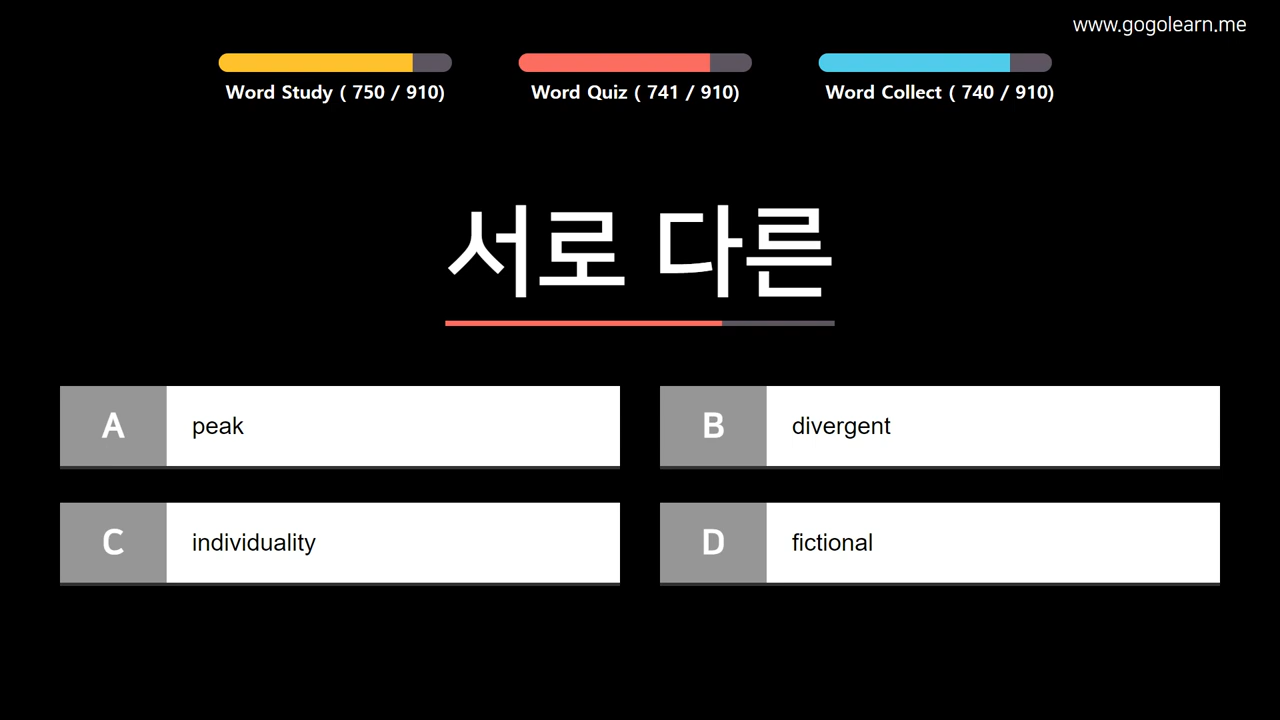 www.gogolearn.me
Word Study ( 750 / 910)
Word Quiz ( 741 / 910)
Word Collect ( 740 / 910)
서로 다른
A peak
B divergent
C individuality
D fictional